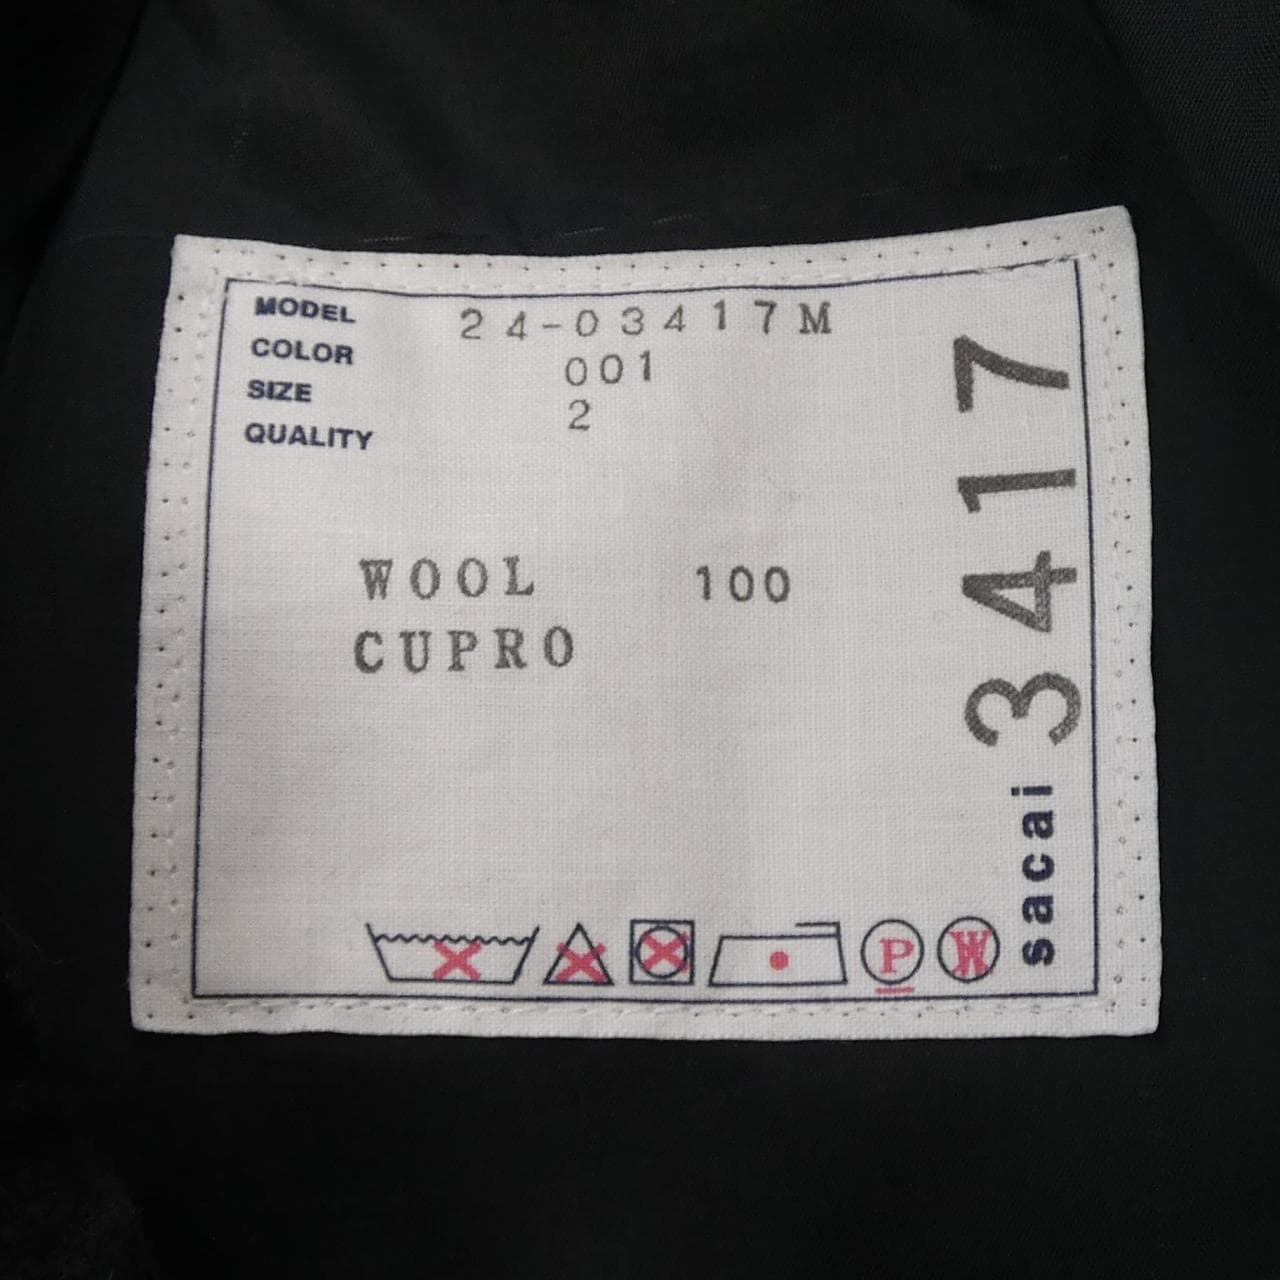 MODEL 24-03417M
COLOR 001
SIZE 2
QUALITY
WOOL 100
CUPRO
P W
sacai 3417